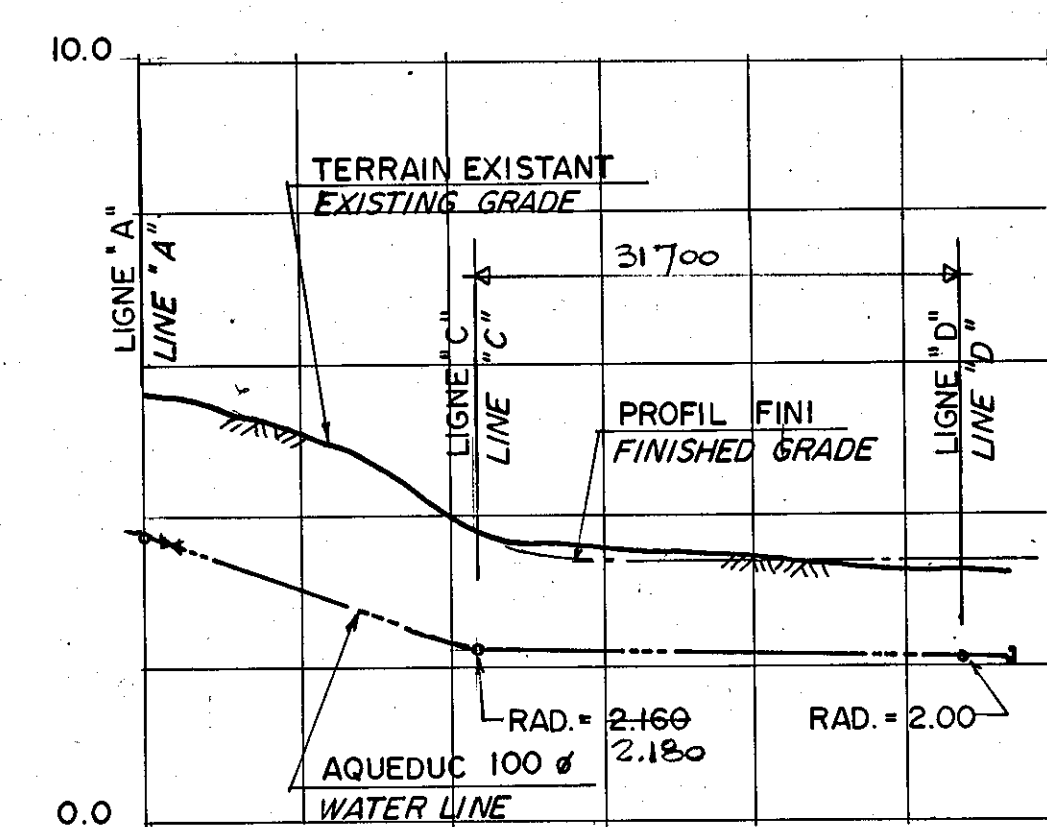 10.0
TERRAIN EXISTANT
EXISTING GRADE
LIGNE "A"
LINE "A"
31700
LIGNE "C"
LINE "C"
LIGNE "D"
LINE "D"
PROFIL FINI
FINISHED GRADE
RAD. = 2.160
2.180
RAD. = 2.00
AQUEDUC 100 ø
WATER LINE
0.0